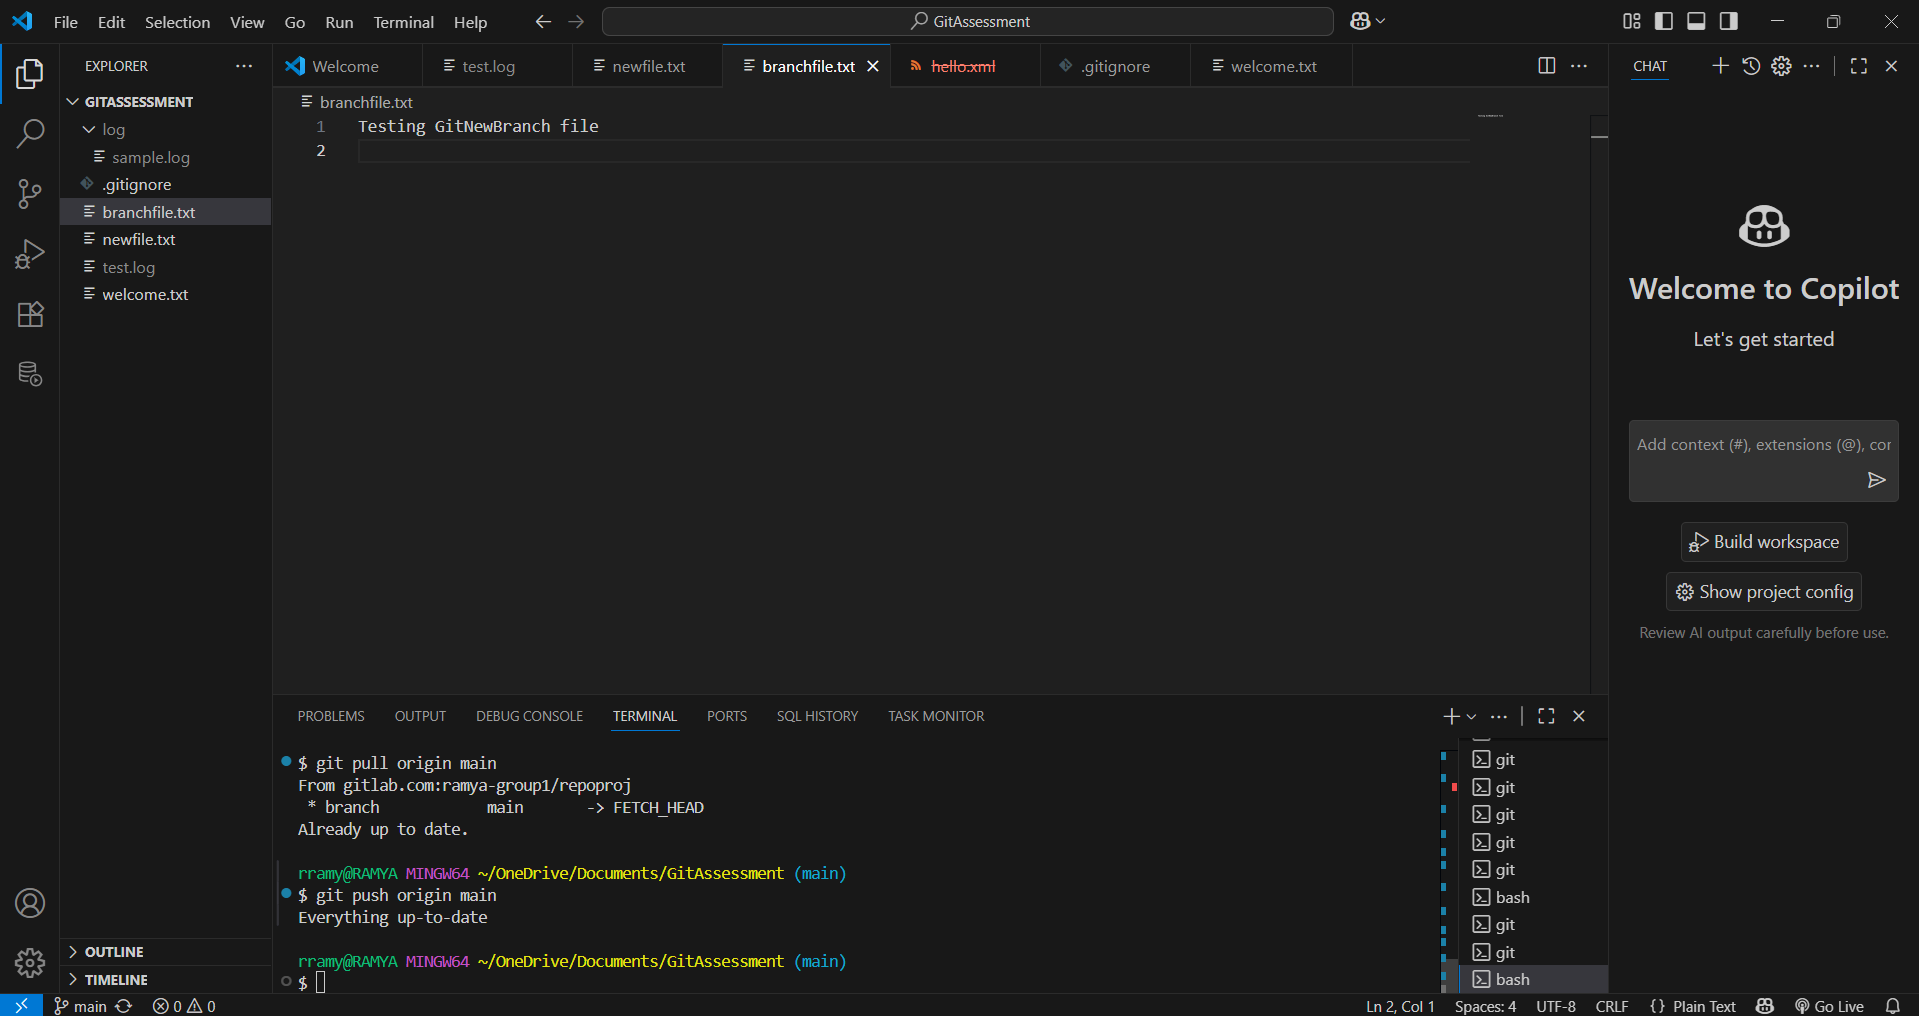 File Edit Selection View Go Run Terminal Help
GitAssessment
EXPLORER
GITASSESSMENT
log
sample.log
.gitignore
branchfile.txt
newfile.txt
test.log
welcome.txt
OUTLINE
TIMELINE
Welcome
test.log
newfile.txt
branchfile.txt
hello.xml
.gitignore
welcome.txt
branchfile.txt
1 Testing GitNewBranch file
2
PROBLEMS OUTPUT DEBUG CONSOLE TERMINAL PORTS SQL HISTORY TASK MONITOR
$ git pull origin main
From gitlab.com:ramya-group1/repoproj
* branch main -> FETCH_HEAD
Already up to date.
rramy@RAMYA MINGW64 ~/OneDrive/Documents/GitAssessment (main)
$ git push origin main
Everything up-to-date
rramy@RAMYA MINGW64 ~/OneDrive/Documents/GitAssessment (main)
$
git
git
git
git
git
bash
git
git
bash
CHAT
Welcome to Copilot
Let's get started
Add context (#), extensions (@), cor
Build workspace
Show project config
Review AI output carefully before use.
main 0 0
Ln 2, Col 1 Spaces: 4 UTF-8 CRLF {} Plain Text Go Live